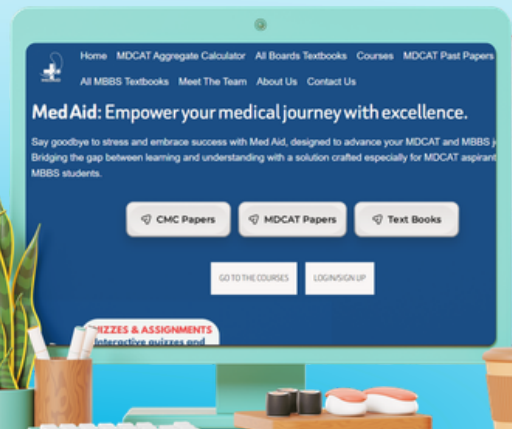 Home MDCAT Aggregate Calculator All Boards Textbooks Courses MDCAT Past Papers
All MBBS Textbooks Meet The Team About Us Contact Us
Med Aid: Empower your medical journey with excellence.
Say goodbye to stress and embrace success with Med Aid, designed to advance your MDCAT and MBBS j
Bridging the gap between learning and understanding with a solution crafted especially for MDCAT aspirant
MBBS students.
CMC Papers MDCAT Papers Text Books
GO TO THE COURSES LOGIN/SIGN UP
QUIZZES & ASSIGNMENTS
Interactive quizzes and